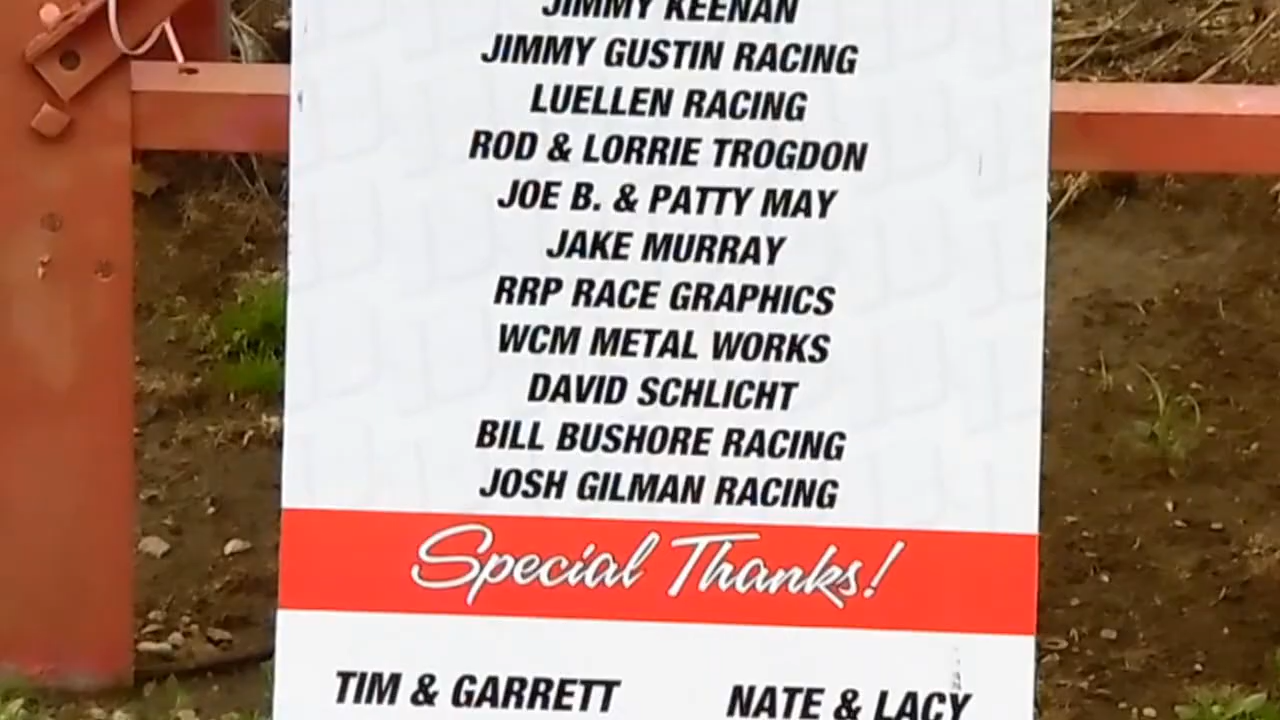 JIMMY KEENAN
JIMMY GUSTIN RACING
LUELLEN RACING
ROD & LORRIE TROGDON
JOE B. & PATTY MAY
JAKE MURRAY
RRP RACE GRAPHICS
WCM METAL WORKS
DAVID SCHLICHT
BILL BUSHORE RACING
JOSH GILMAN RACING
Special Thanks!
TIM & GARRETT NATE & LACY